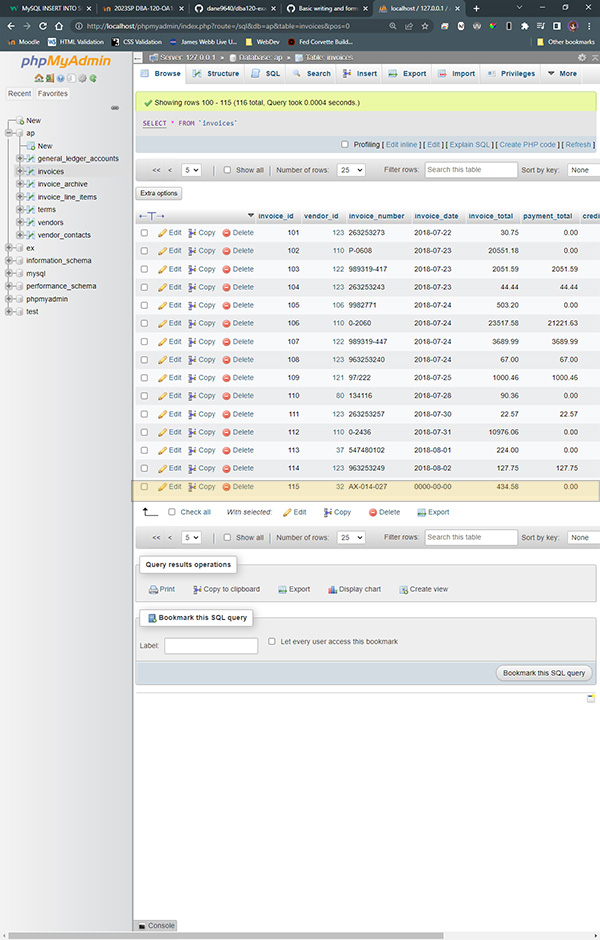 MySQL INSERT INTO S
2023SP DBA-120-OA1
dane9640/dba120-exa
Basic writing and form
localhost / 127.0.0.1 / a
http://localhost/phpmyadmin/index.php?route=/sql&db=ap&table=invoices&pos=0
Moodle HTML Validation CSS Validation James Webb Live U... WebDev Fed Corvette Build... Other bookmarks
phpMyAdmin
Recent Favorites
New
ap
New
general_ledger_accounts
invoices
invoice_archive
invoice_line_items
terms
vendors
vendor_contacts
ex
information_schema
mysql
performance_schema
phpmyadmin
test
Server: 127.0.0.1 » Database: ap » Table: invoices
Browse Structure SQL Search Insert Export Import Privileges More
Showing rows 100 - 115 (116 total, Query took 0.0004 seconds.)
SELECT * FROM `invoices`
Profiling [ Edit inline ] [ Edit ] [ Explain SQL ] [ Create PHP code ] [ Refresh ]
<< < 5 | Show all | Number of rows: 25 Filter rows: Search this table Sort by key: None
Extra options
←T→ invoice_id vendor_id invoice_number invoice_date invoice_total payment_total credi
Edit Copy Delete 101 123 263253273 2018-07-22 30.75 0.00
Edit Copy Delete 102 110 P-0608 2018-07-23 20551.18 0.00
Edit Copy Delete 103 122 989319-417 2018-07-23 2051.59 2051.59
Edit Copy Delete 104 123 263253243 2018-07-23 44.44 44.44
Edit Copy Delete 105 106 9982771 2018-07-24 503.20 0.00
Edit Copy Delete 106 110 0-2060 2018-07-24 23517.58 21221.63
Edit Copy Delete 107 122 989319-447 2018-07-24 3689.99 3689.99
Edit Copy Delete 108 123 963253240 2018-07-24 67.00 67.00
Edit Copy Delete 109 121 97/222 2018-07-25 1000.46 1000.46
Edit Copy Delete 110 80 134116 2018-07-28 90.36 0.00
Edit Copy Delete 111 123 263253257 2018-07-30 22.57 22.57
Edit Copy Delete 112 110 0-2436 2018-07-31 10976.06 0.00
Edit Copy Delete 113 37 547480102 2018-08-01 224.00 0.00
Edit Copy Delete 114 123 963253249 2018-08-02 127.75 127.75
Edit Copy Delete 115 32 AX-014-027 0000-00-00 434.58 0.00
Check all With selected: Edit Copy Delete Export
<< < 5 | Show all | Number of rows: 25 Filter rows: Search this table Sort by key: None
Query results operations
Print Copy to clipboard Export Display chart Create view
Bookmark this SQL query
Label: Let every user access this bookmark
Bookmark this SQL query
Console